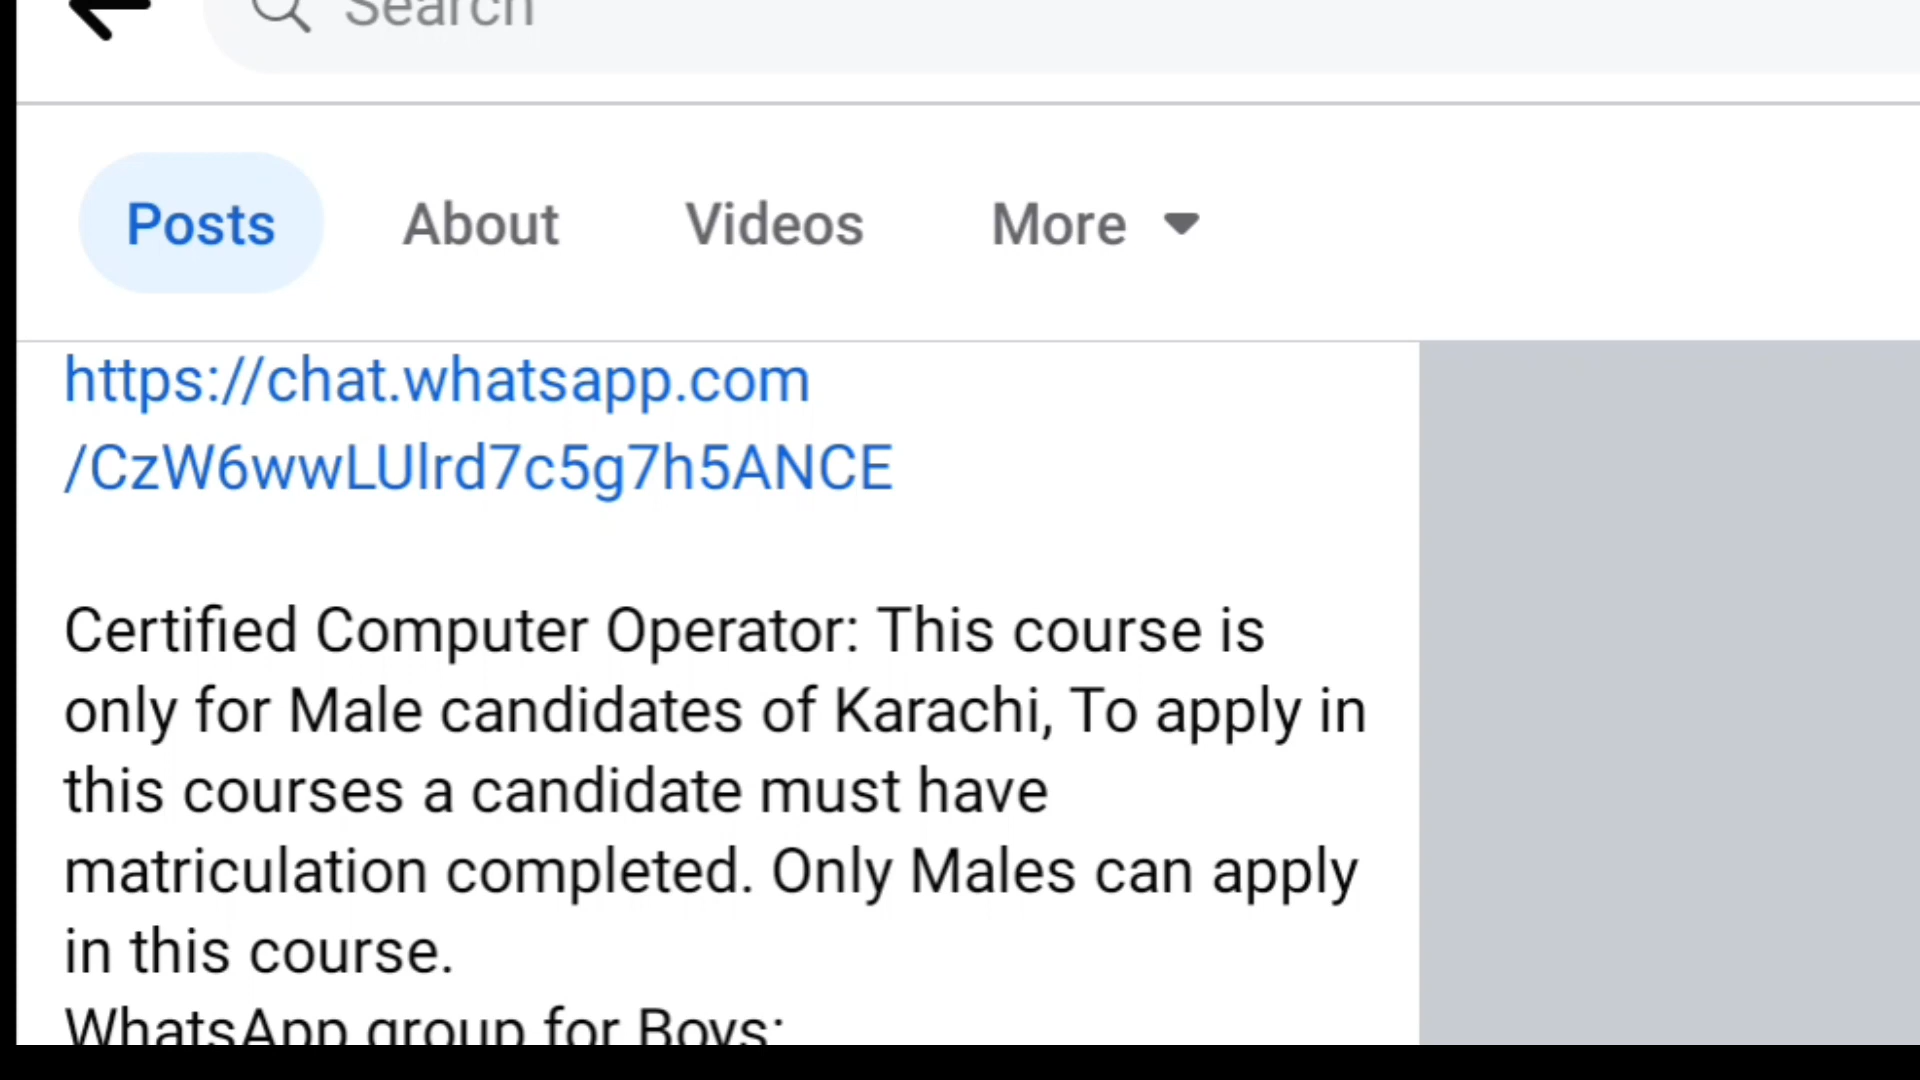 Search
Posts About Videos More
https://chat.whatsapp.com
/CzW6wwLUlrd7c5g7h5ANCE
Certified Computer Operator: This course is
only for Male candidates of Karachi, To apply in
this courses a candidate must have
matriculation completed. Only Males can apply
in this course.
WhatsApp group for Boys: